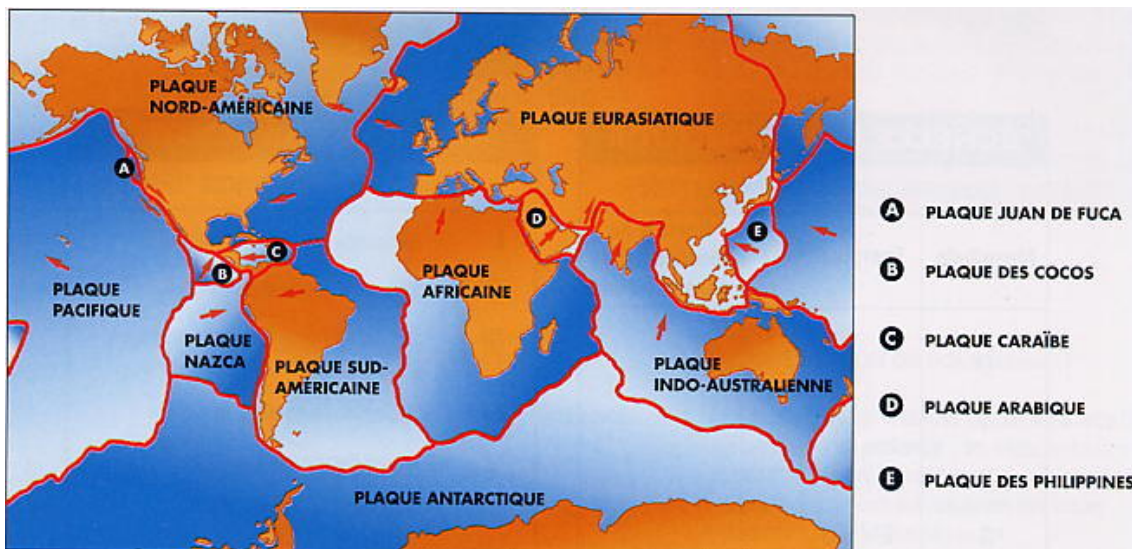 PLAQUE
NORD-AMÉRICAINE
PLAQUE EURASIATIQUE
A
D
E
C
B
PLAQUE
PACIFIQUE
PLAQUE
AFRICAINE
PLAQUE
NAZCA
PLAQUE SUD-
AMÉRICAINE
PLAQUE
INDO-AUSTRALIENNE
PLAQUE ANTARCTIQUE
A PLAQUE JUAN DE FUCA
B PLAQUE DES COCOS
C PLAQUE CARAÏBE
D PLAQUE ARABIQUE
E PLAQUE DES PHILIPPINES